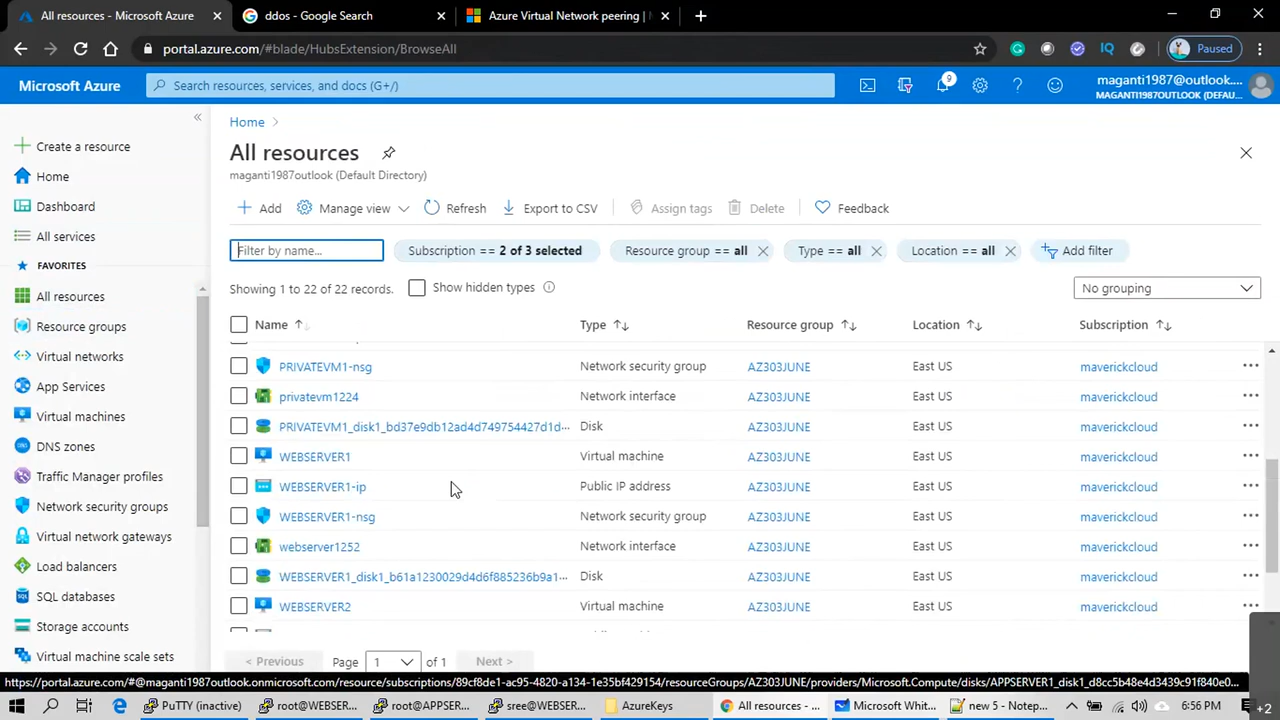 All resources - Microsoft Azure
ddos - Google Search
Azure Virtual Network peering |
portal.azure.com/#blade/HubsExtension/BrowseAll
IQ
Paused
Microsoft Azure
Search resources, services, and docs (G+/)
9
maganti1987@outlook....
MAGANTI1987OUTLOOK (DEFAU...
Home
All resources
maganti1987outlook (Default Directory)
Add
Manage view
Refresh
Export to CSV
Assign tags
Delete
Feedback
Filter by name...
Subscription == 2 of 3 selected
Resource group == all
Type == all
Location == all
Add filter
Showing 1 to 22 of 22 records.
Show hidden types
No grouping
Name Type Resource group Location Subscription
PRIVATEVM1-nsg Network security group AZ303JUNE East US maverickcloud
privatevm1224 Network interface AZ303JUNE East US maverickcloud
PRIVATEVM1_disk1_bd37e9db12ad4d749754427d1d... Disk AZ303JUNE East US maverickcloud
WEBSERVER1 Virtual machine AZ303JUNE East US maverickcloud
WEBSERVER1-ip Public IP address AZ303JUNE East US maverickcloud
WEBSERVER1-nsg Network security group AZ303JUNE East US maverickcloud
webserver1252 Network interface AZ303JUNE East US maverickcloud
WEBSERVER1_disk1_b61a1230029d4d6f885236b9a1... Disk AZ303JUNE East US maverickcloud
WEBSERVER2 Virtual machine AZ303JUNE East US maverickcloud
< Previous
Page
1
of 1
Next >
Create a resource
Home
Dashboard
All services
FAVORITES
All resources
Resource groups
Virtual networks
App Services
Virtual machines
DNS zones
Traffic Manager profiles
Network security groups
Virtual network gateways
Load balancers
SQL databases
Storage accounts
Virtual machine scale sets
https://portal.azure.com/#@maganti1987outlook.onmicrosoft.com/resource/subscriptions/89cf8de1-ac95-4820-a134-1e35bf429154/resourceGroups/AZ303JUNE/providers/Microsoft.Compute/disks/APPSERVER1_disk1_d8cc5b48e4d3439c91f840e0...
PuTTY (inactive)
root@WEBSER...
root@APPSER...
sree@WEBSE...
AzureKeys
All resources - ...
Microsoft Whit...
new 5 - Notep...
6:56 PM
+2